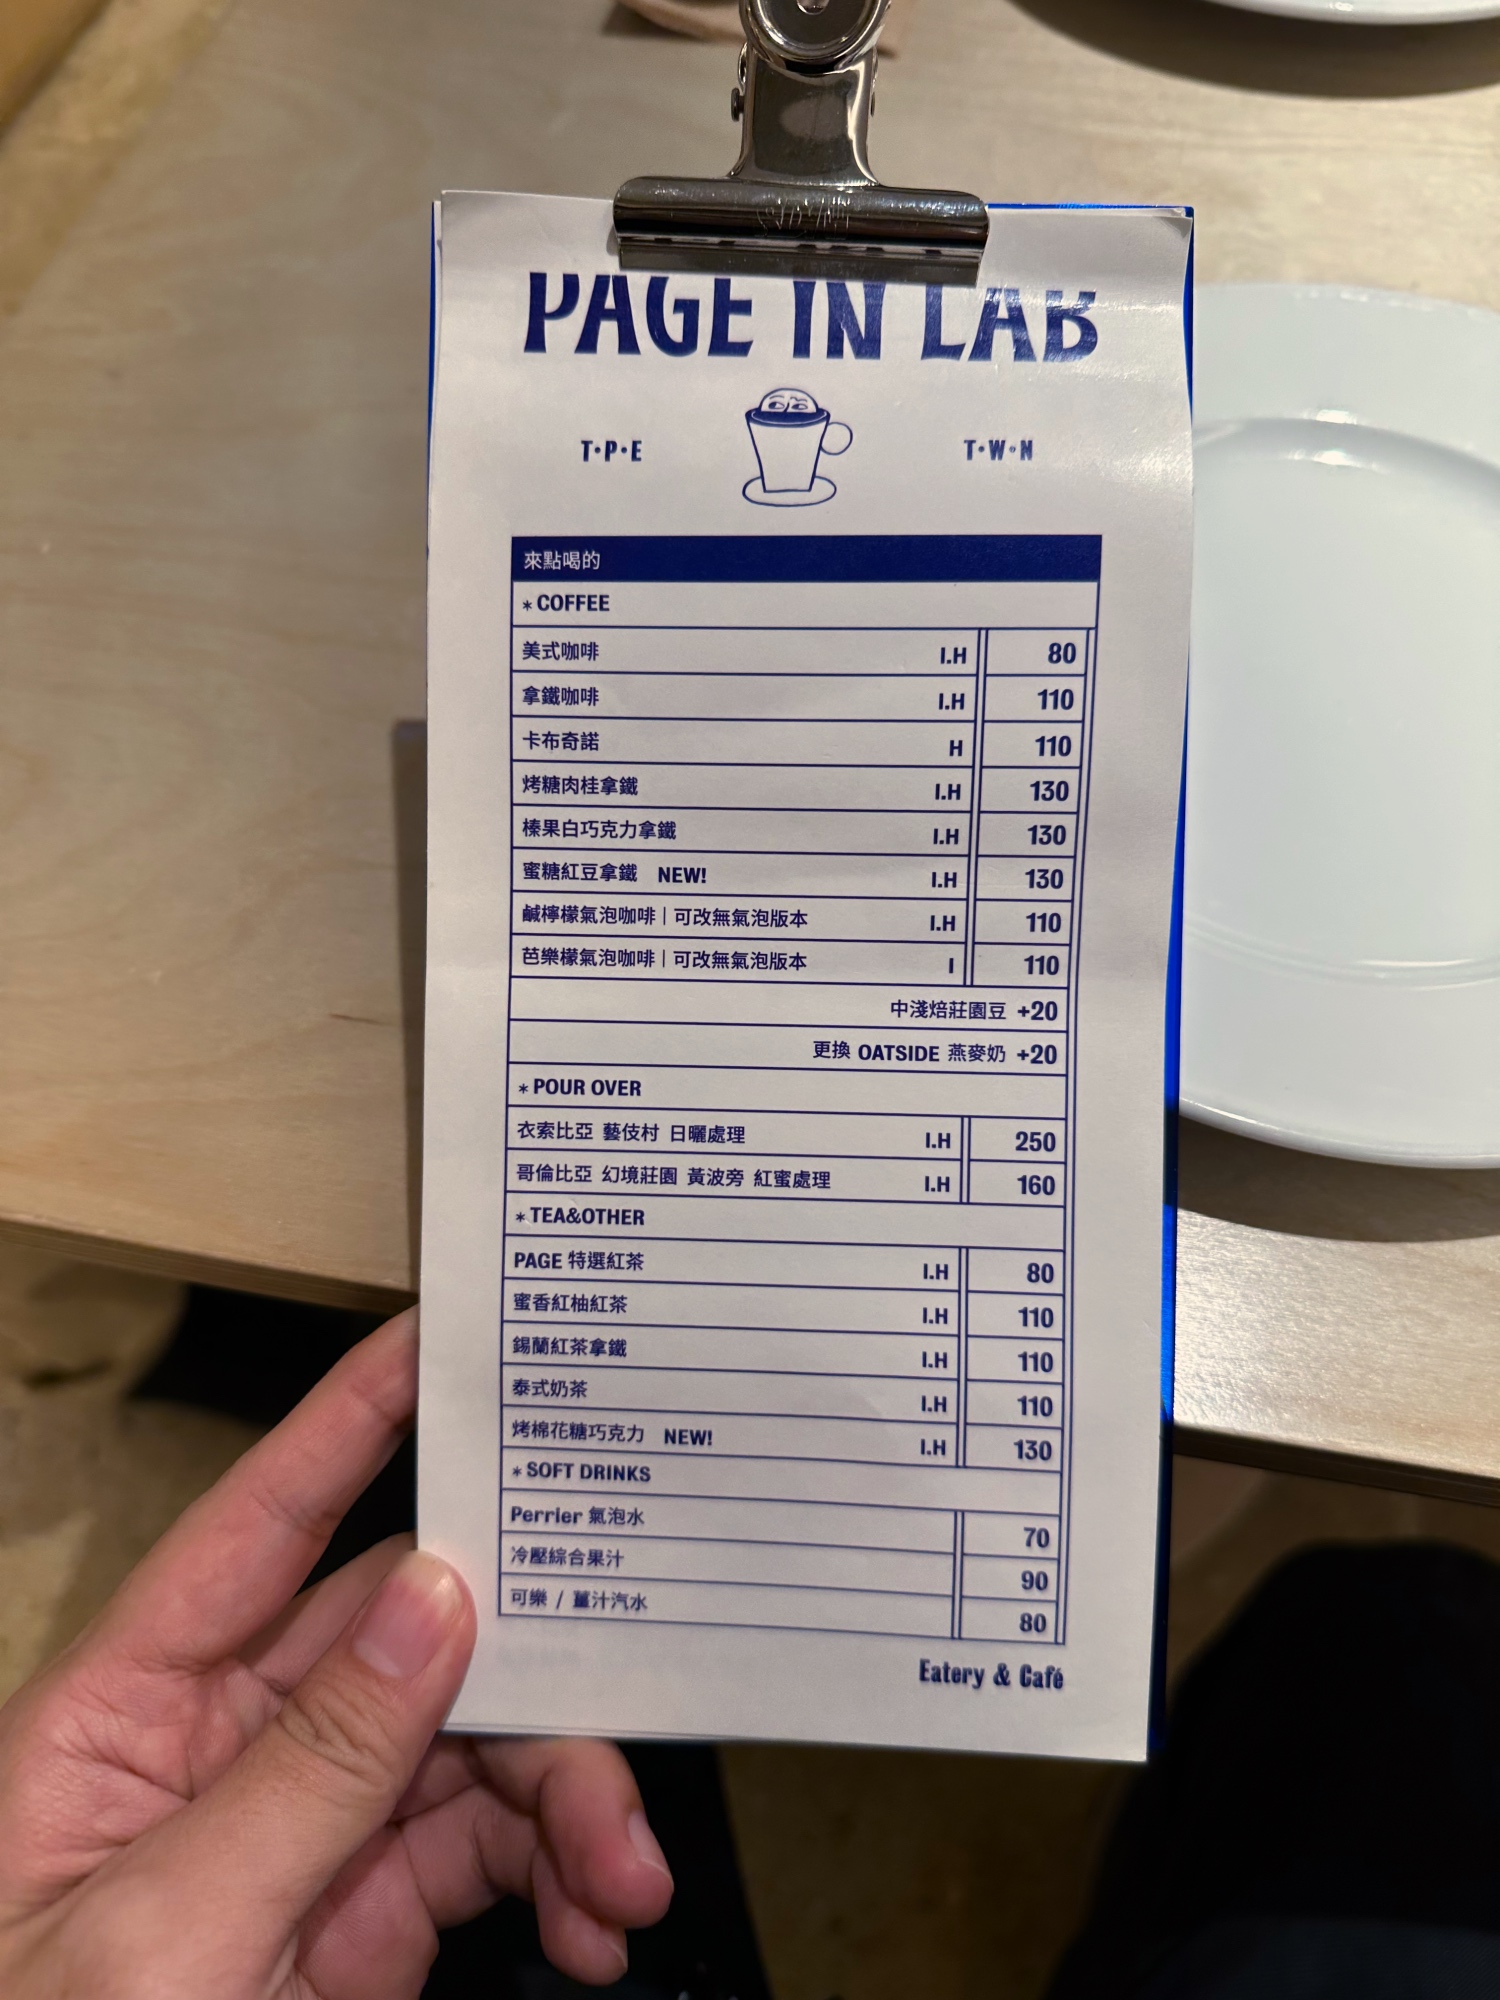 PAGE IN LAB
T·P·E T·W·N
來點喝的
*COFFEE
美式咖啡 I.H 80
拿鐵咖啡 I.H 110
卡布奇諾 H 110
烤糖肉桂拿鐵 I.H 130
榛果白巧克力拿鐵 I.H 130
蜜糖紅豆拿鐵 NEW! I.H 130
鹹檸檬氣泡咖啡|可改無氣泡版本 I.H 110
芭樂檬氣泡咖啡|可改無氣泡版本 I 110
中淺焙莊園豆 +20
更換 OATSIDE 燕麥奶 +20
*POUR OVER
衣索比亞 藝伎村 日曬處理 I.H 250
哥倫比亞 幻境莊園 黃波旁 紅蜜處理 I.H 160
*TEA&OTHER
PAGE 特選紅茶 I.H 80
蜜香紅柚紅茶 I.H 110
錫蘭紅茶拿鐵 I.H 110
泰式奶茶 I.H 110
烤棉花糖巧克力 NEW! I.H 130
*SOFT DRINKS
Perrier 氣泡水 70
冷壓綜合果汁 90
可樂 / 薑汁汽水 80
Eatery & Café